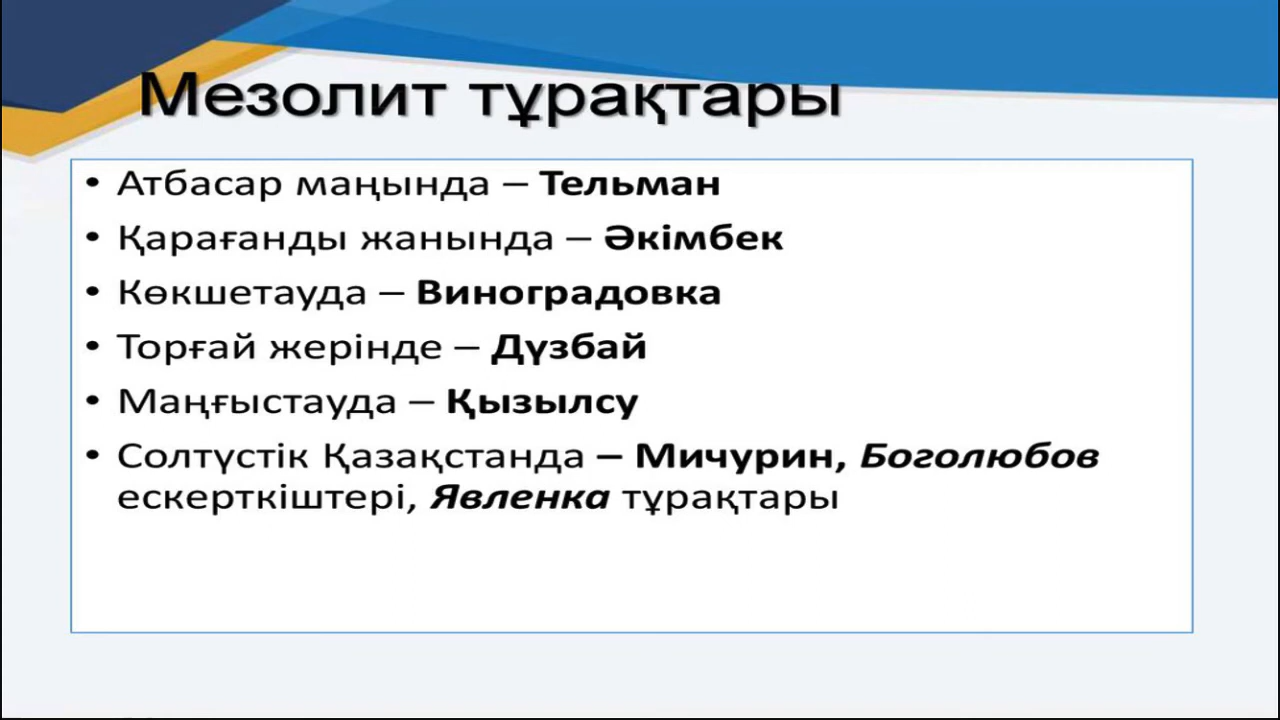 Мезолит тұрақтары
• Атбасар маңында – Тельман
• Қарағанды жанында – Әкімбек
• Көкшетауда – Виноградовка
• Торғай жерінде – Дүзбай
• Маңғыстауда – Қызылсу
• Солтүстік Қазақстанда – Мичурин, Боголюбов
ескерткіштері, Явленка тұрақтары